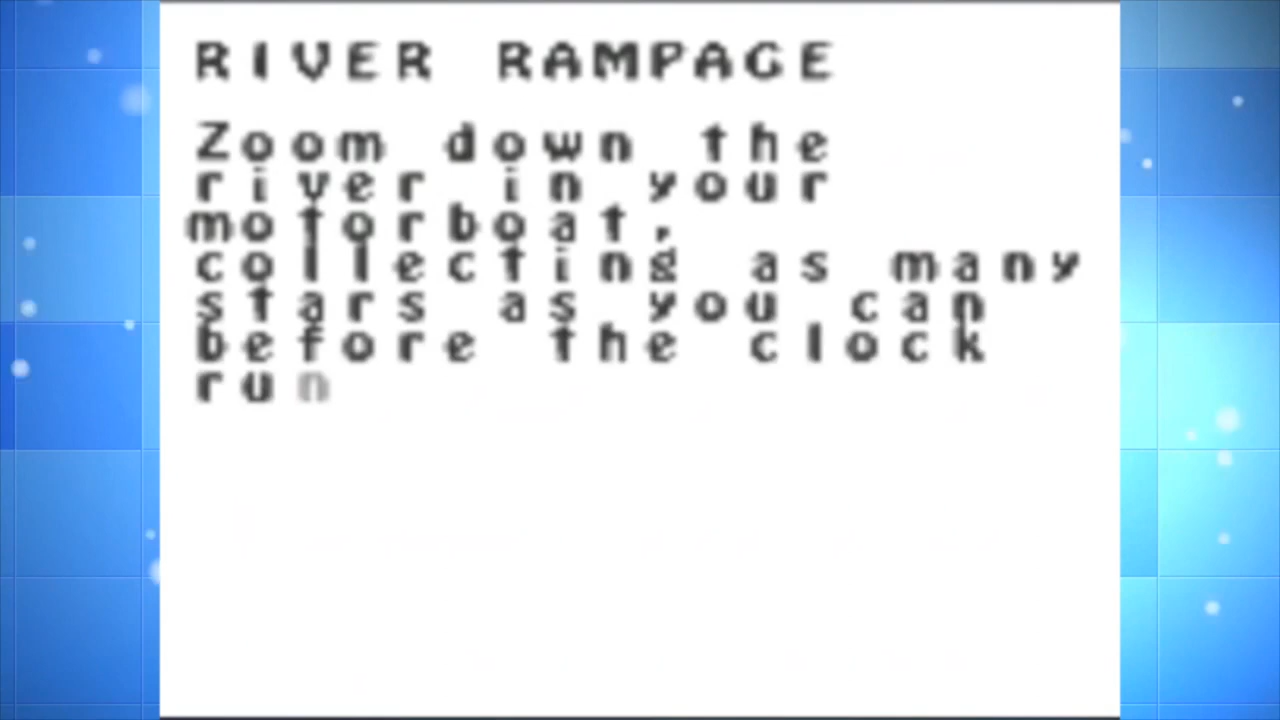 RIVER RAMPAGE
Zoom down the
river in your
motorboat,
collecting as many
stars as you can
before the clock
run